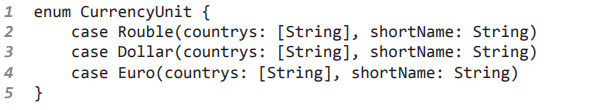 1 enum CurrencyUnit {
2     case Rouble(countrys: [String], shortName: String)
3     case Dollar(countrys: [String], shortName: String)
4     case Euro(countrys: [String], shortName: String)
5 }